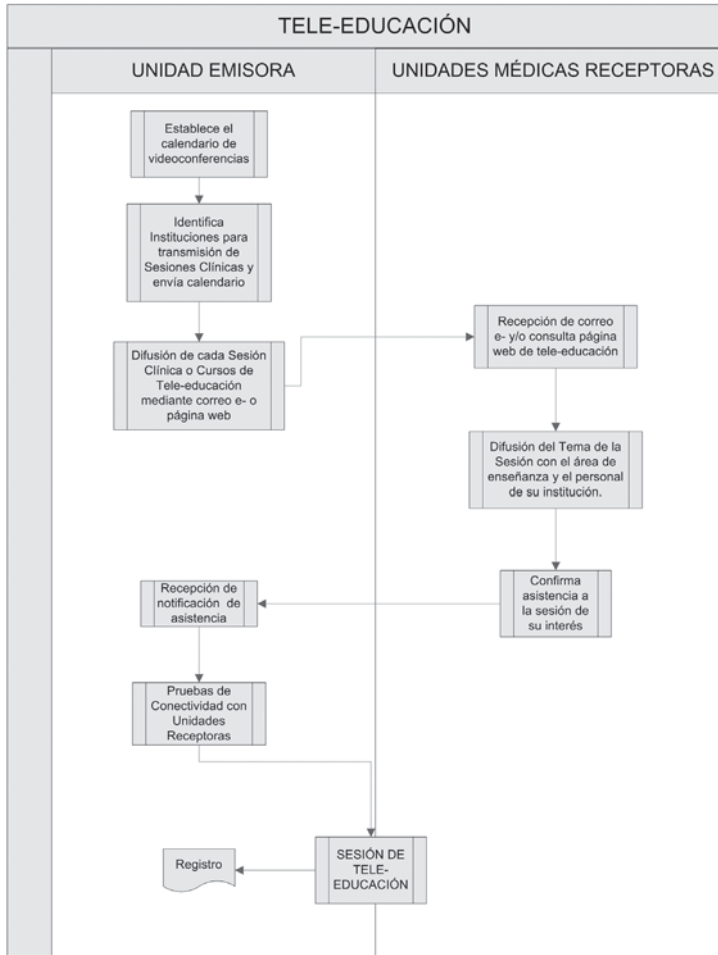 TELE-EDUCACIÓN
UNIDAD EMISORA
UNIDADES MÉDICAS RECEPTORAS
Establece el
calendario de
videoconferencias
Identifica
Instituciones para
transmisión de
Sesiones Clínicas y
envía calendario
Difusión de cada Sesión
Clínica o Cursos de
Tele-educación
mediante correo e- o
página web
Recepción de correo
e- y/o consulta página
web de tele-educación
Difusión del Tema de la
Sesión con el área de
enseñanza y el personal
de su institución.
Confirma
asistencia a
la sesión de
su interés
Recepción de
notificación de
asistencia
Pruebas de
Conectividad con
Unidades
Receptoras
SESIÓN DE
TELE-
EDUCACIÓN
Registro